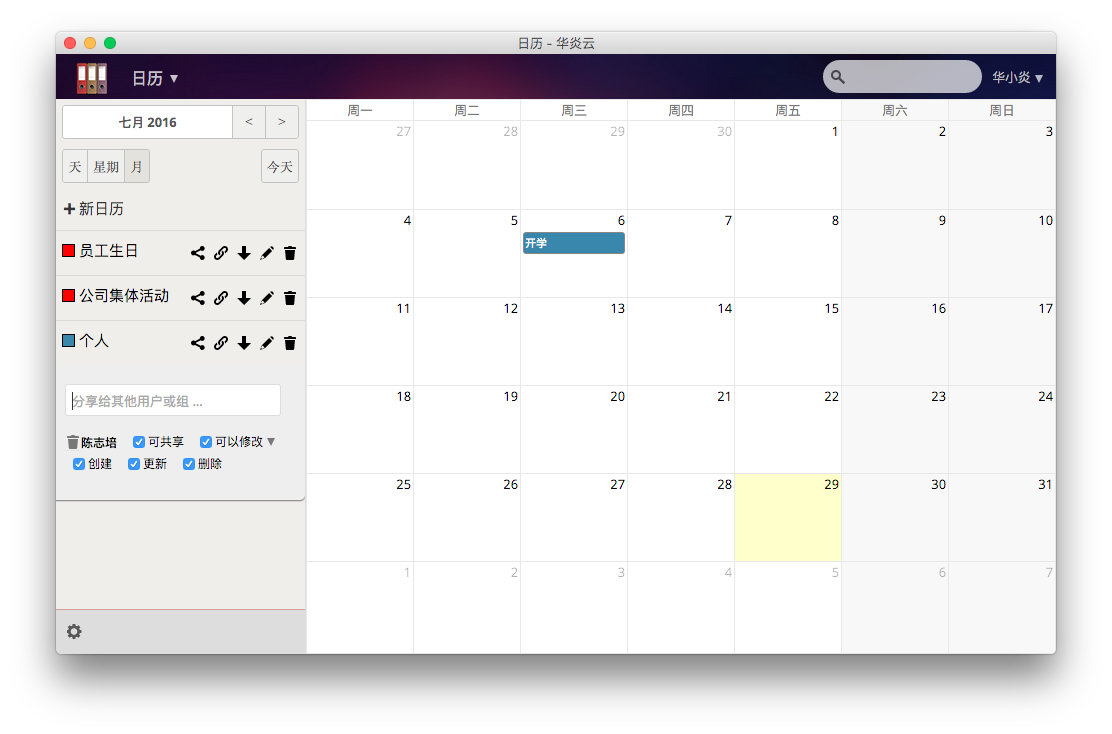 日历 - 华炎云
日历 ▼
华小炎 ▼
七月 2016 < >
天 星期 月 今天
+ 新日历
员工生日
公司集体活动
个人
分享给其他用户或组 ...
陈志培 可共享 可以修改 ▼
创建 更新 删除
周一 周二 周三 周四 周五 周六 周日
27 28 29 30 1 2 3
4 5 6 7 8 9 10
开学
11 12 13 14 15 16 17
18 19 20 21 22 23 24
25 26 27 28 29 30 31
1 2 3 4 5 6 7